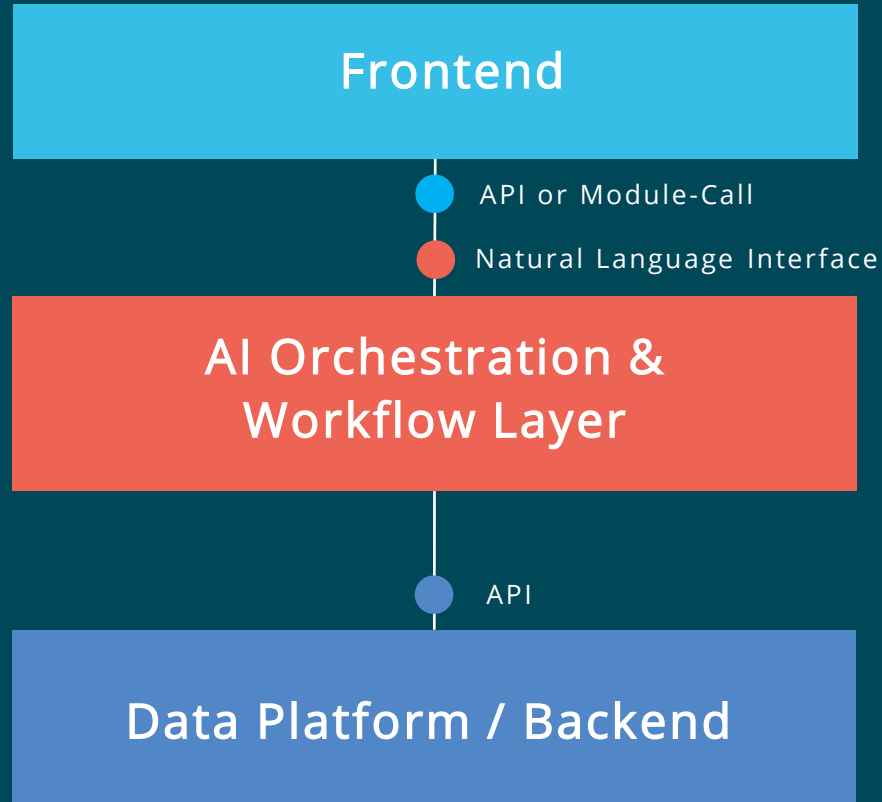 Frontend
API or Module-Call
Natural Language Interface
AI Orchestration &
Workflow Layer
API
Data Platform / Backend